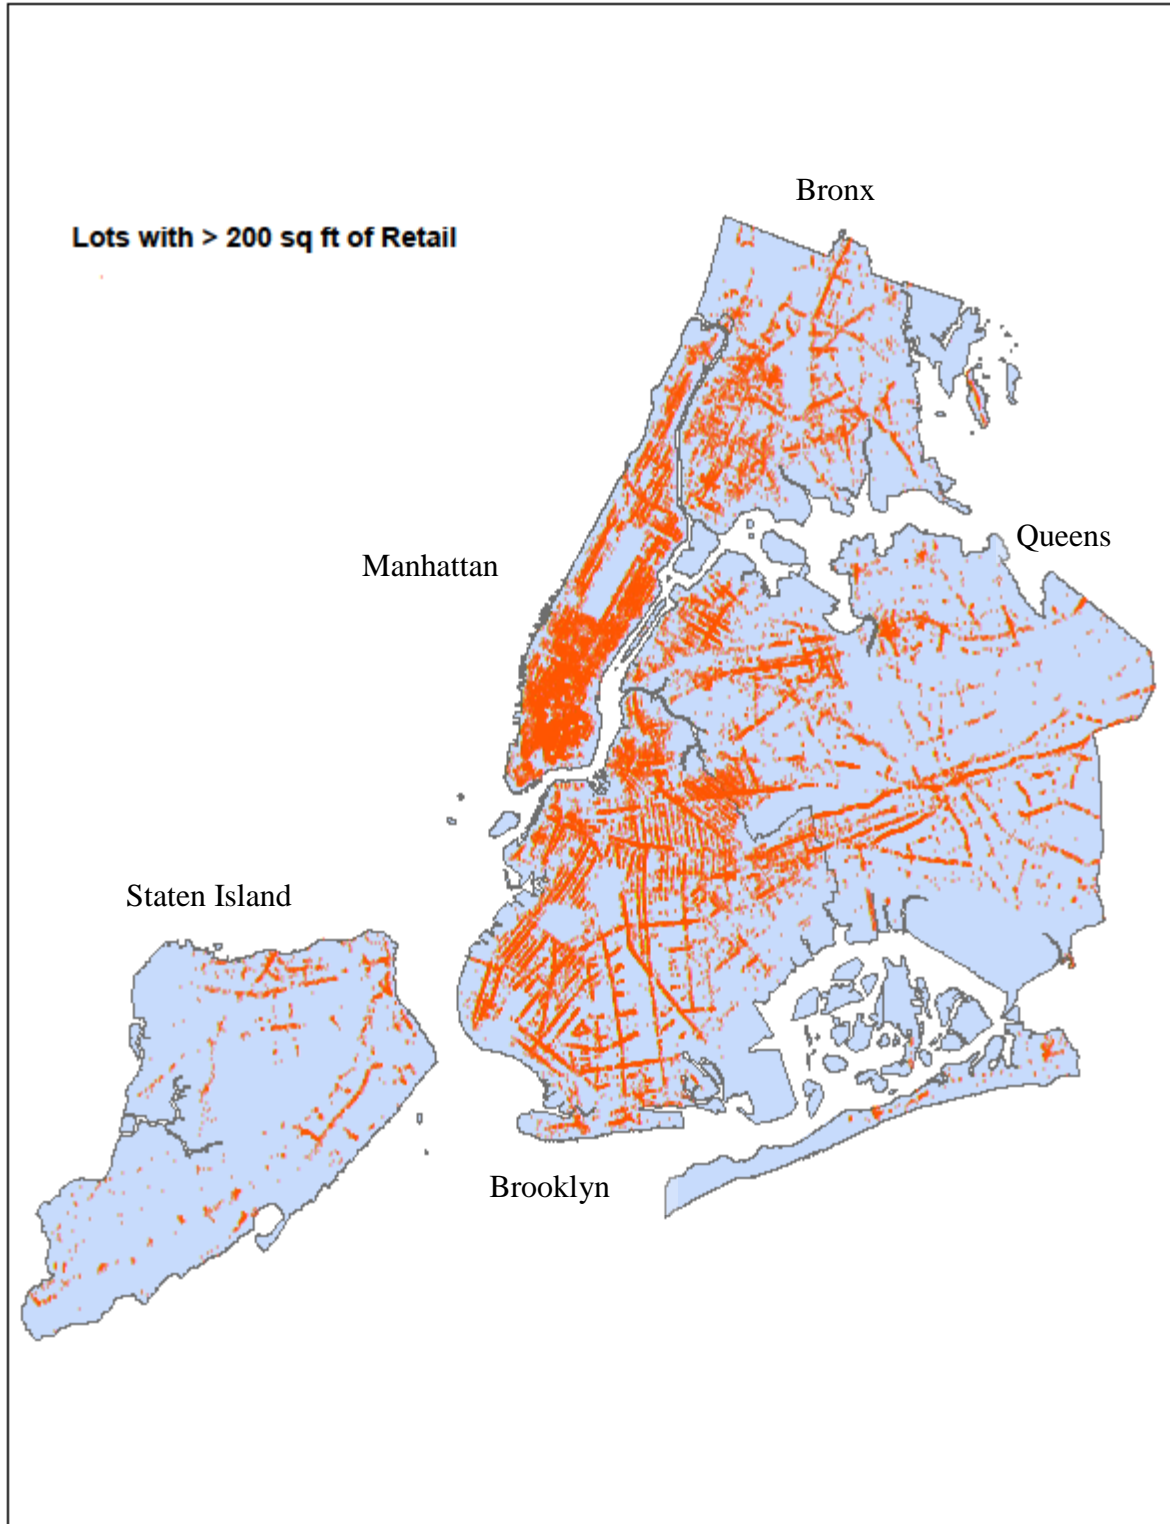 Bronx
Lots with > 200 sq ft of Retail
Queens
Manhattan
Staten Island
Brooklyn